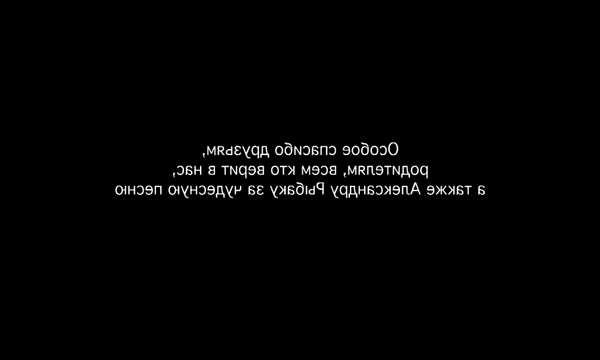 Особое спасибо друзьям,
родителям, всем кто верит в нас,
а также Александру Рыбаку за чудесную песню